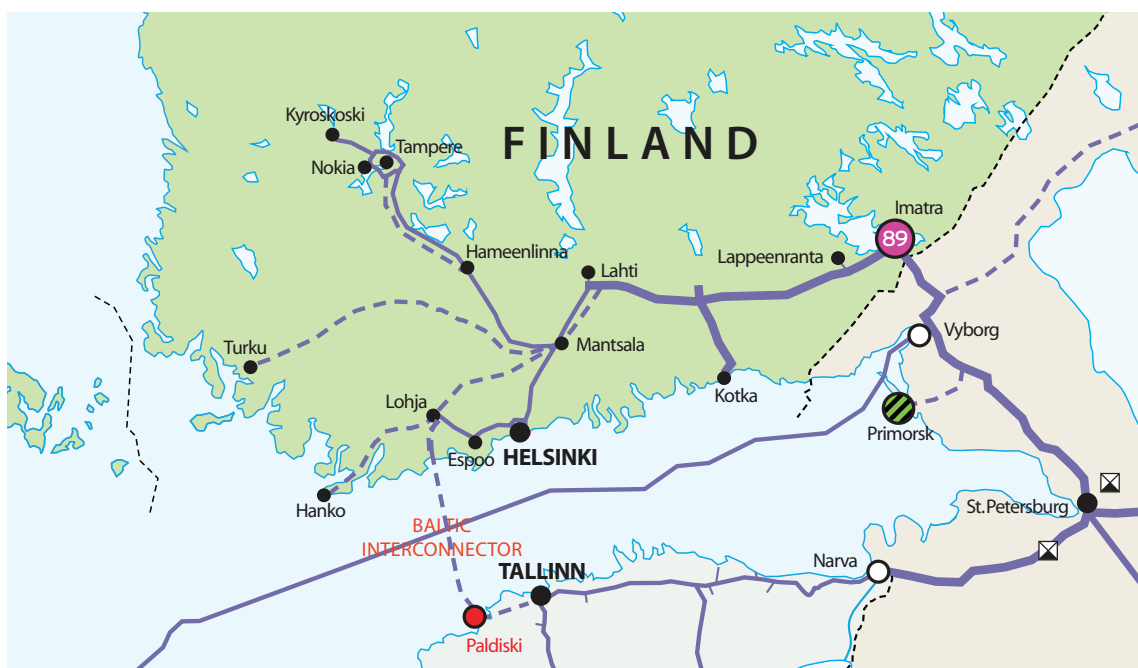 Kyroskoski
Tampere
Nokia
FINLAND
Imatra
89
Hameenlinna
Lahti
Lappeenranta
Turku
Mantsala
Vyborg
Kotka
Lohja
Primorsk
Espoo
HELSINKI
Hanko
St.Petersburg
BALTIC
INTERCONNECTOR
TALLINN
Narva
Paldiski